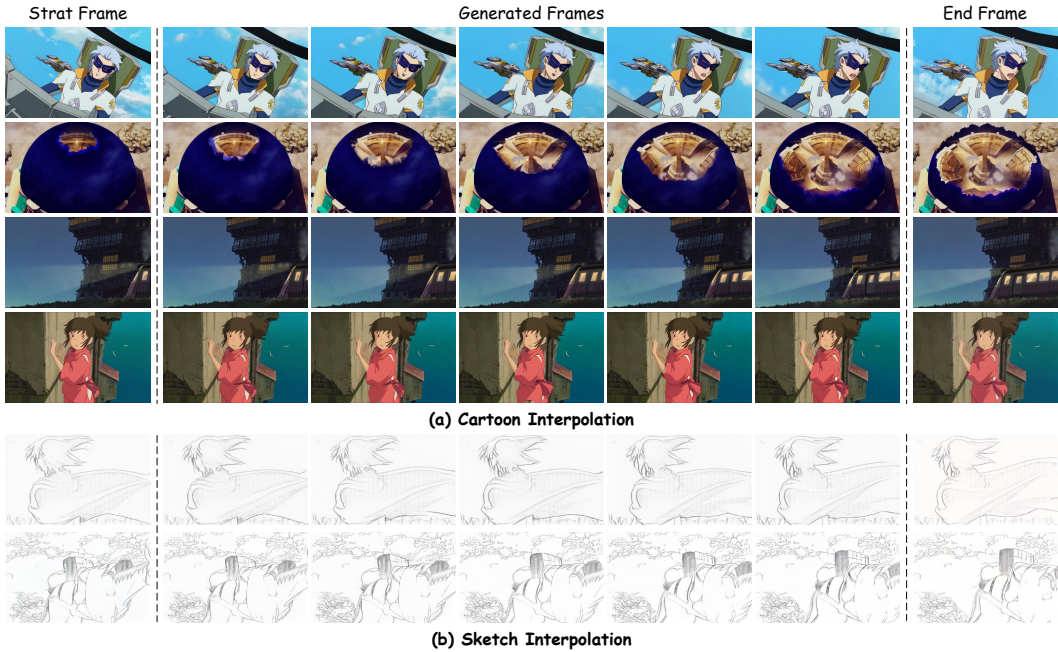 Strat Frame
Generated Frames
End Frame
(a) Cartoon Interpolation
(b) Sketch Interpolation